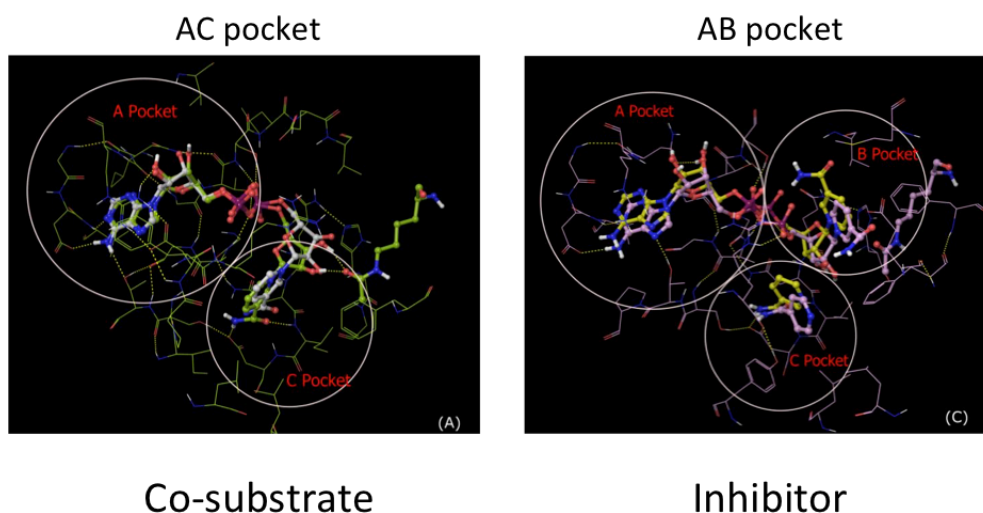 AC pocket
A Pocket
C Pocket
(A)
Co-substrate
AB pocket
A Pocket
B Pocket
C Pocket
(C)
Inhibitor